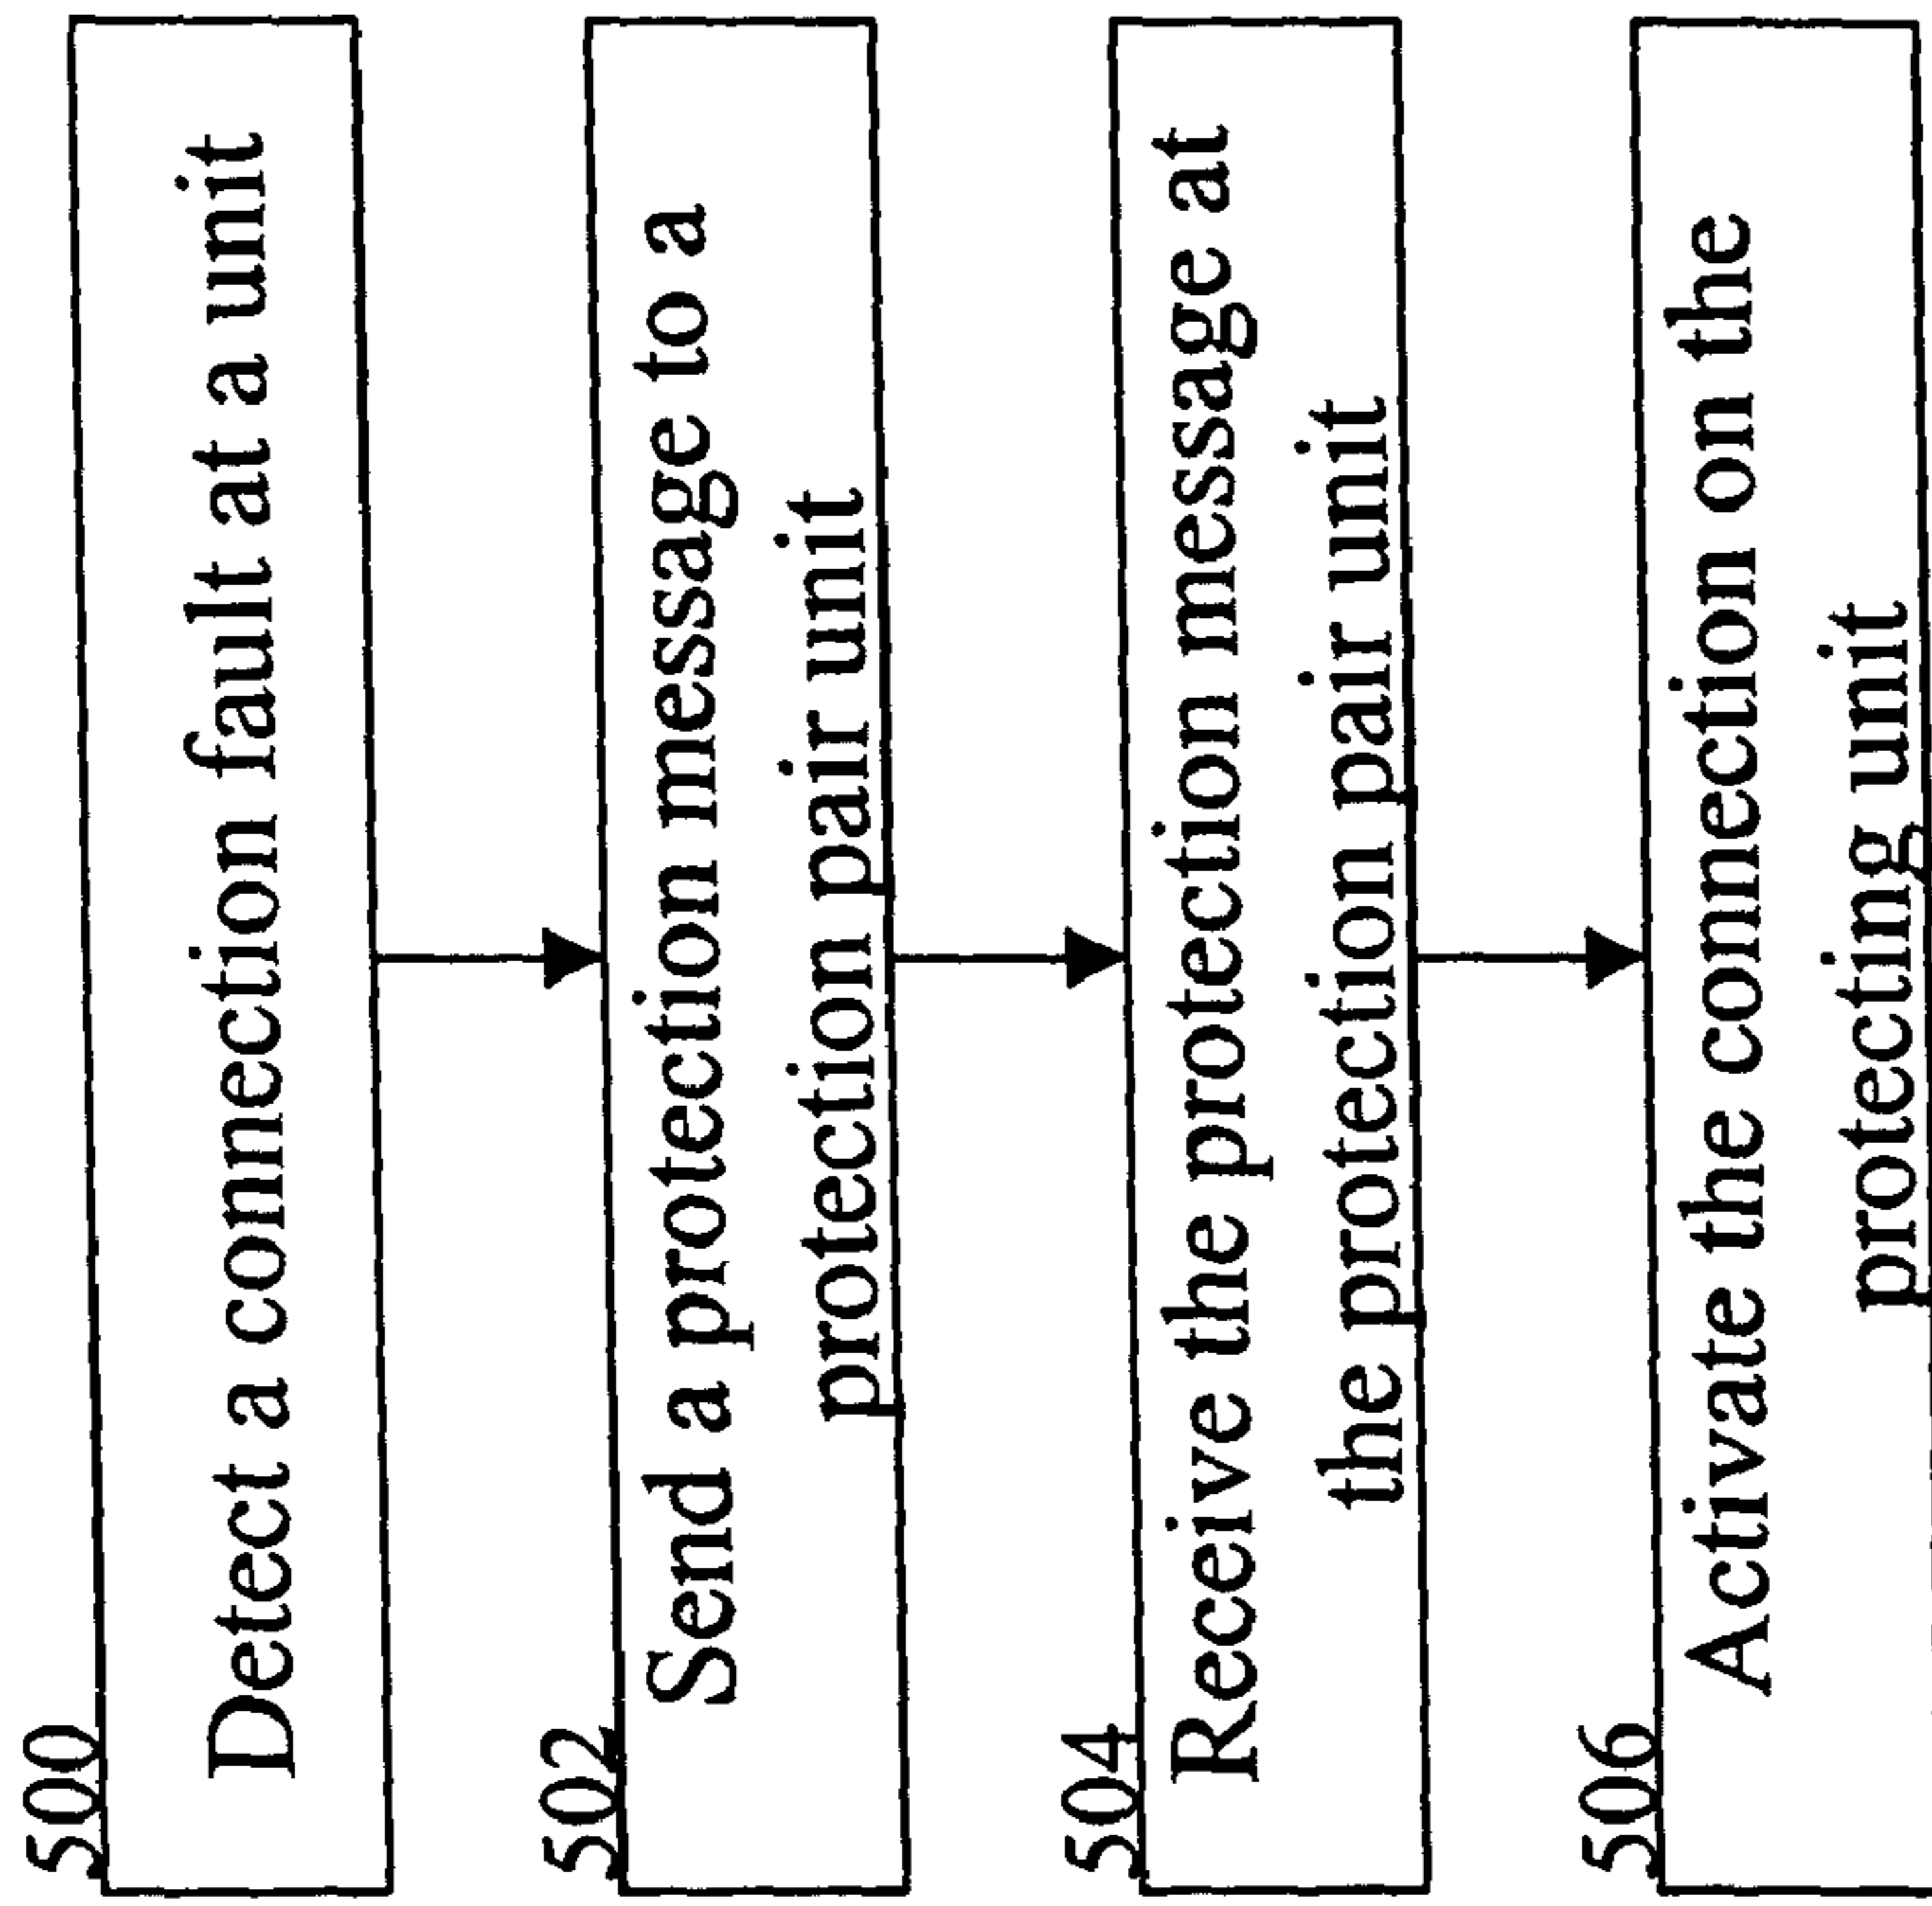 500
Detect a connection fault at a unit
502
Send a protection message to a
protection pair unit
504
Receive the protection message at
the protection pair unit
506
Activate the connection on the
protecting unit